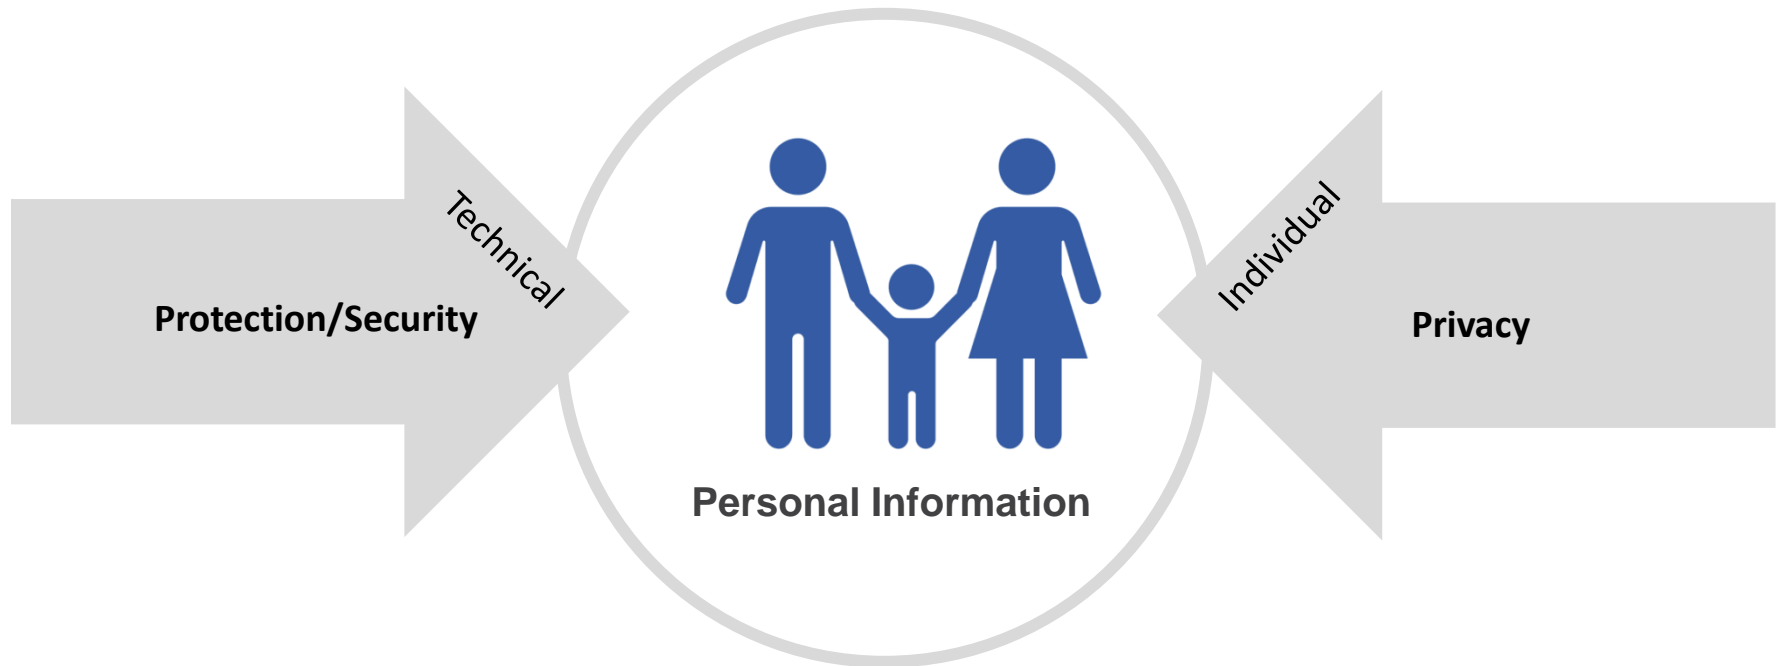 Technical
Protection/Security
Personal Information
Individual
Privacy